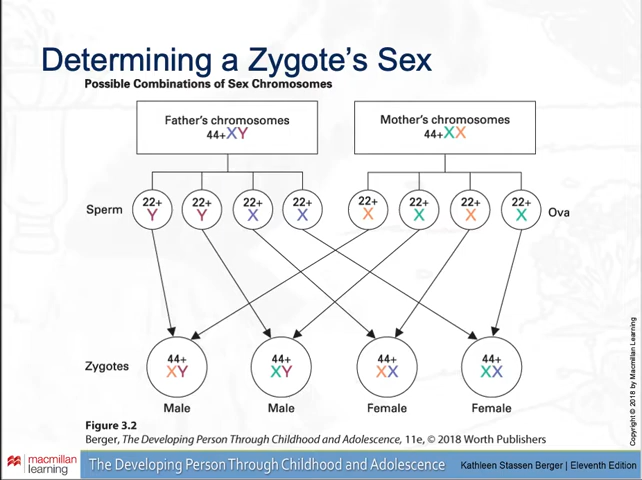 Determining a Zygote's Sex
Possible Combinations of Sex Chromosomes
Father's chromosomes
44+XY
Mother's chromosomes
44+XX
Sperm
22+
Y
22+
Y
22+
X
22+
X
22+
X
22+
X
22+
X
22+
X
Ova
Zygotes
44+
XY
44+
XY
44+
XX
44+
XX
Male
Male
Female
Female
Figure 3.2
Berger, The Developing Person Through Childhood and Adolescence, 11e, © 2018 Worth Publishers
Copyright © 2018 by Macmillan Learning
macmillan
learning
The Developing Person Through Childhood and Adolescence
Kathleen Stassen Berger | Eleventh Edition